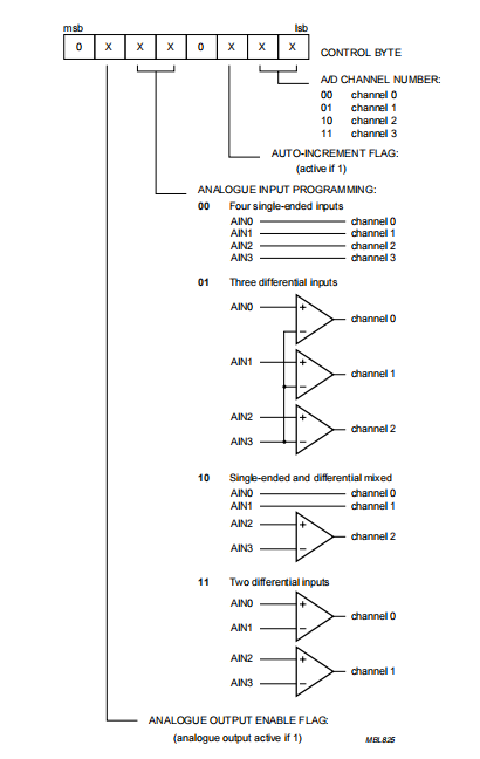 msb lsb
0 X X X 0 X X X CONTROL BYTE
A/D CHANNEL NUMBER:
00 channel 0
01 channel 1
10 channel 2
11 channel 3
AUTO-INCREMENT FLAG:
(active if 1)
ANALOGUE INPUT PROGRAMMING:
00 Four single-ended inputs
AIN0 channel 0
AIN1 channel 1
AIN2 channel 2
AIN3 channel 3
01 Three differential inputs
AIN0
+
channel 0
−
AIN1
+
channel 1
−
AIN2
+
channel 2
AIN3
−
10 Single-ended and differential mixed
AIN0 channel 0
AIN1 channel 1
AIN2
+
channel 2
AIN3
−
11 Two differential inputs
AIN0
+
channel 0
AIN1
−
AIN2
+
channel 1
AIN3
−
ANALOGUE OUTPUT ENABLE FLAG:
(analogue output active if 1)
MBL825